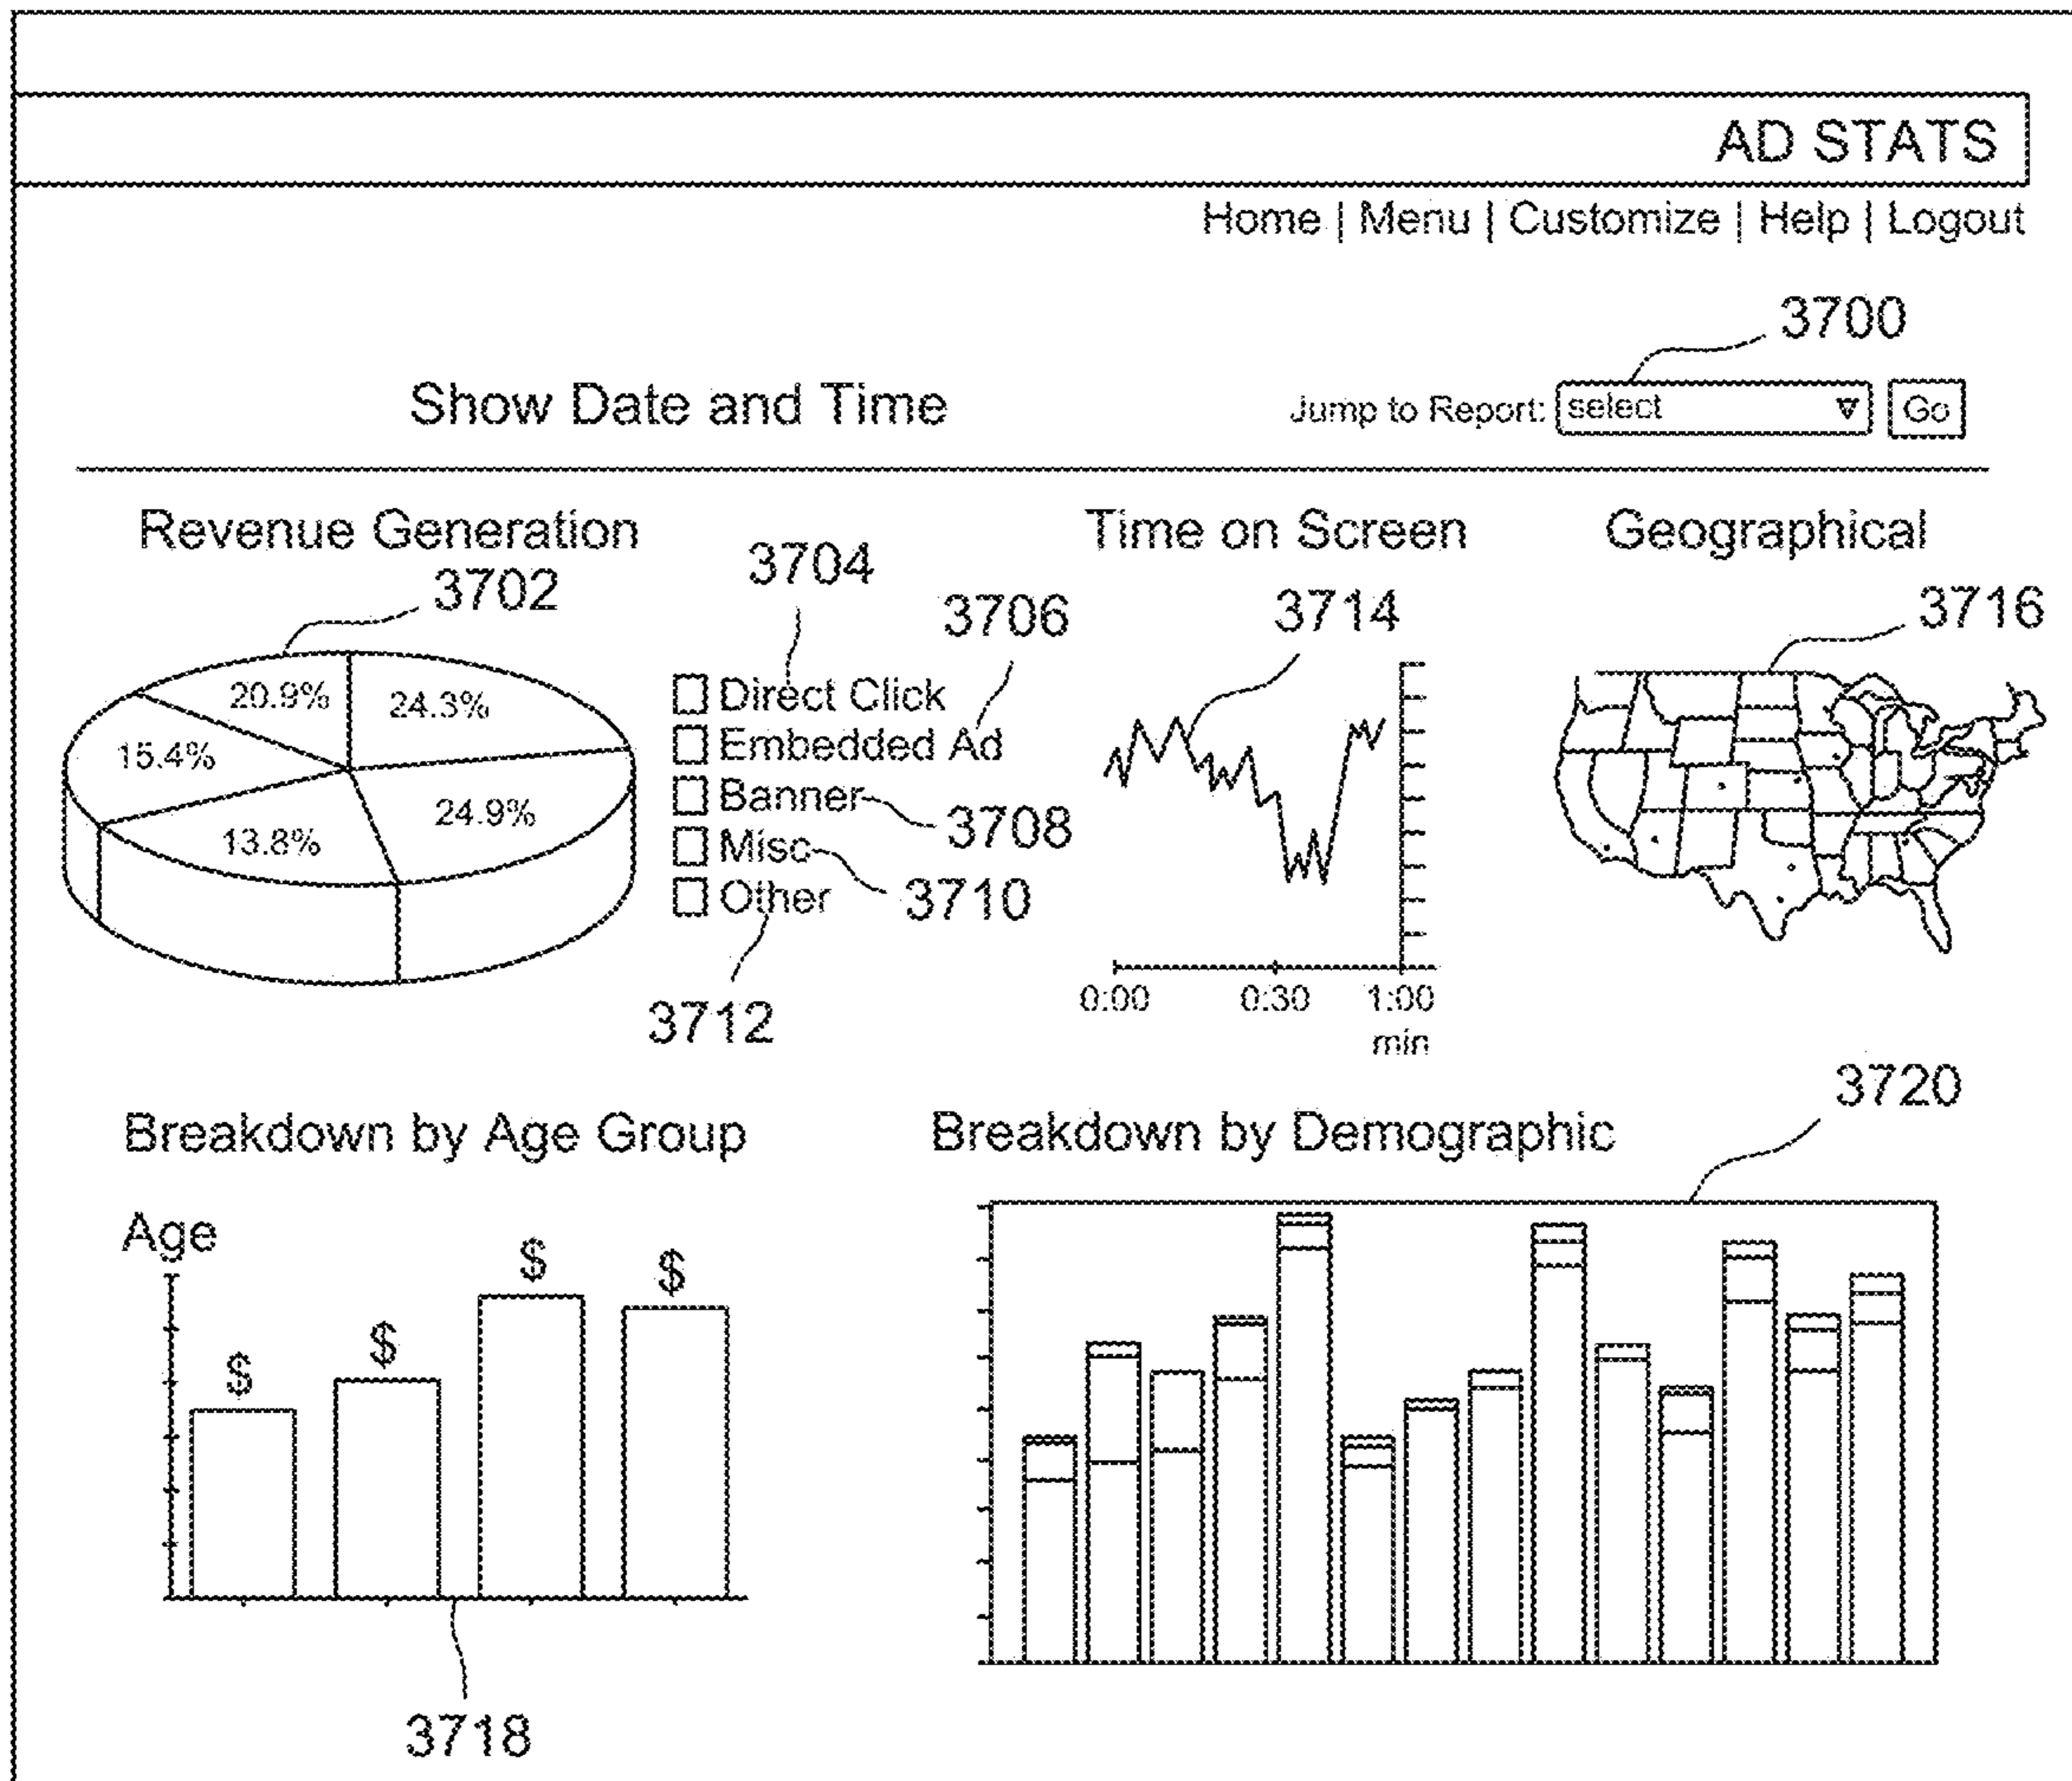 AD STATS
Home | Menu | Customize | Help | Logout
3700
Show Date and Time
Jump to Report: select Go
Revenue Generation
3702
20.9%
24.3%
15.4%
24.9%
13.8%
3704
3706
Direct Click
Embedded Ad
Banner
3708
Misc
3710
Other
3712
Time on Screen
3714
0:00 0:30 1:00
min
Geographical
3716
Breakdown by Age Group
Age
$
$
$
$
3718
Breakdown by Demographic
3720